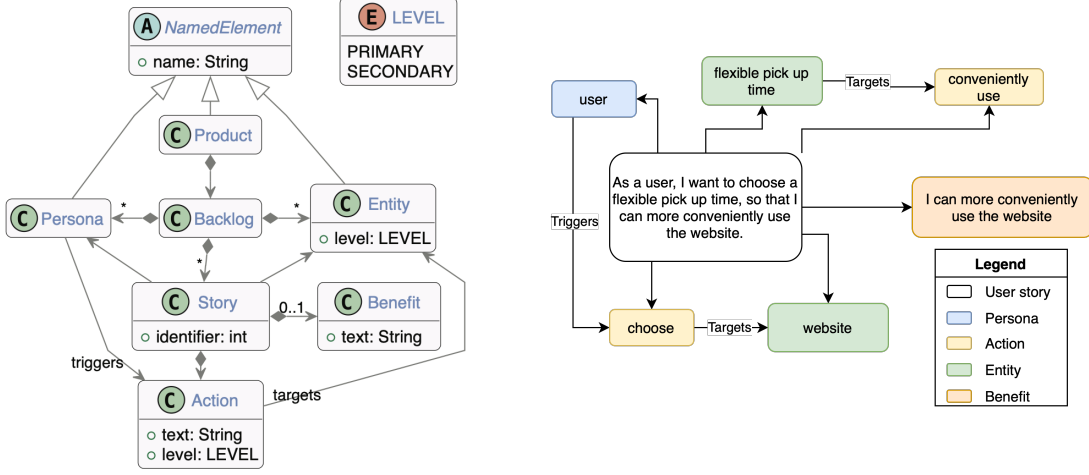 A NamedElement
name: String
E LEVEL
PRIMARY
SECONDARY
C Product
C Persona
*
C Backlog
*
C Entity
level: LEVEL
*
C Story
identifier: int
0..1
C Benefit
text: String
triggers
C Action
text: String
level: LEVEL
targets
user
flexible pick up
time
Targets
conveniently
use
As a user, I want to choose a
flexible pick up time, so that I
can more conveniently use
the website.
I can more conveniently
use the website
Triggers
choose
Targets
website
Legend
User story
Persona
Action
Entity
Benefit